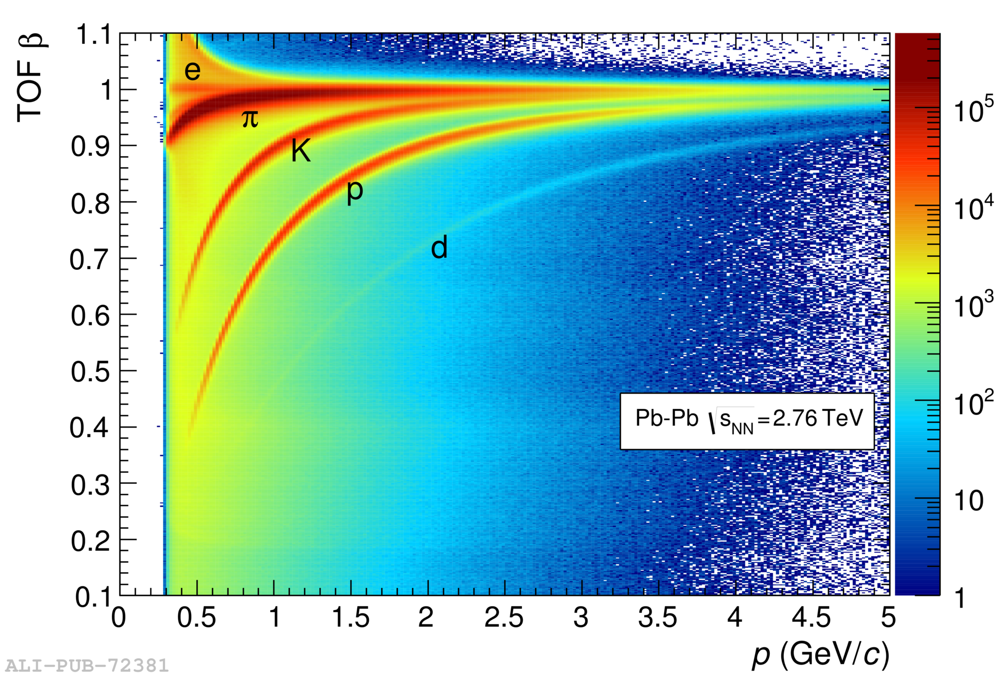 TOF β
1.1
1
0.9
0.8
0.7
0.6
0.5
0.4
0.3
0.2
0.1
e
π
K
p
d
Pb-Pb √sNN = 2.76 TeV
0 0.5 1 1.5 2 2.5 3 3.5 4 4.5 5
p (GeV/c)
10⁵
10⁴
10³
10²
10
1
ALI-PUB-72381